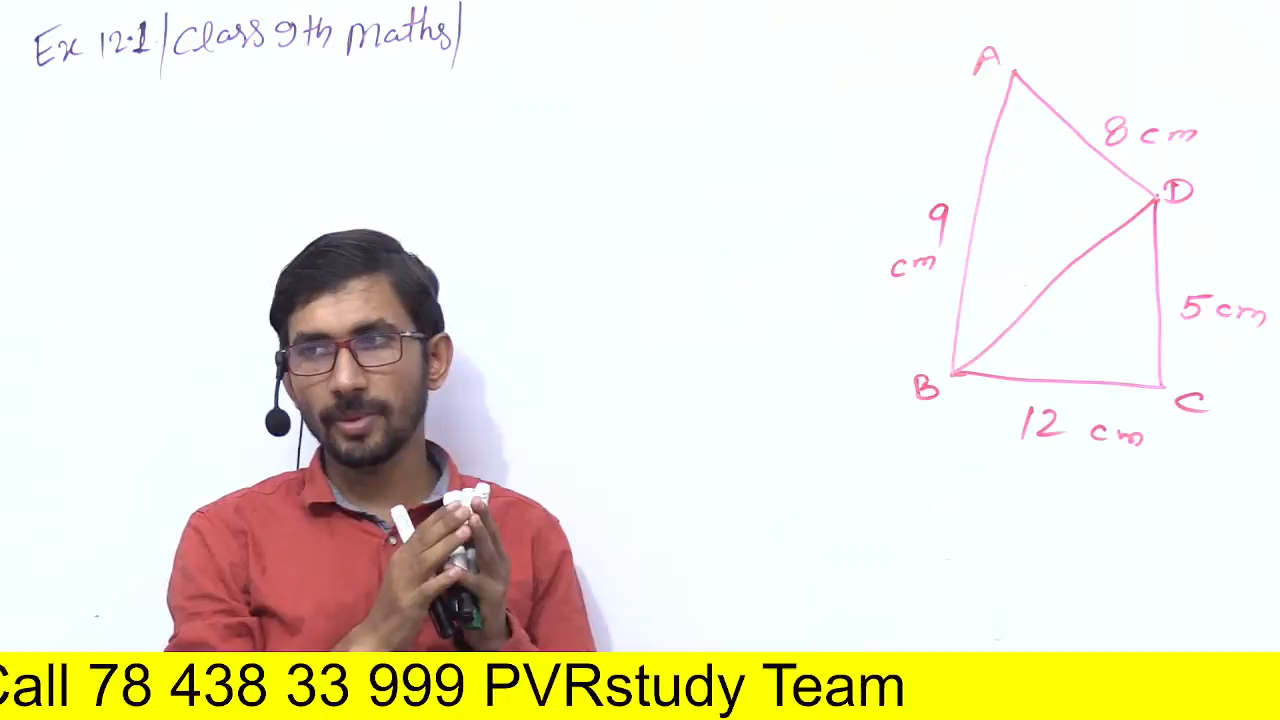 Ex 12.1 | Class 9th Maths |
A
8 cm
D
9
cm
5 cm
B
C
12 cm
Call 78 438 33 999 PVRstudy Team